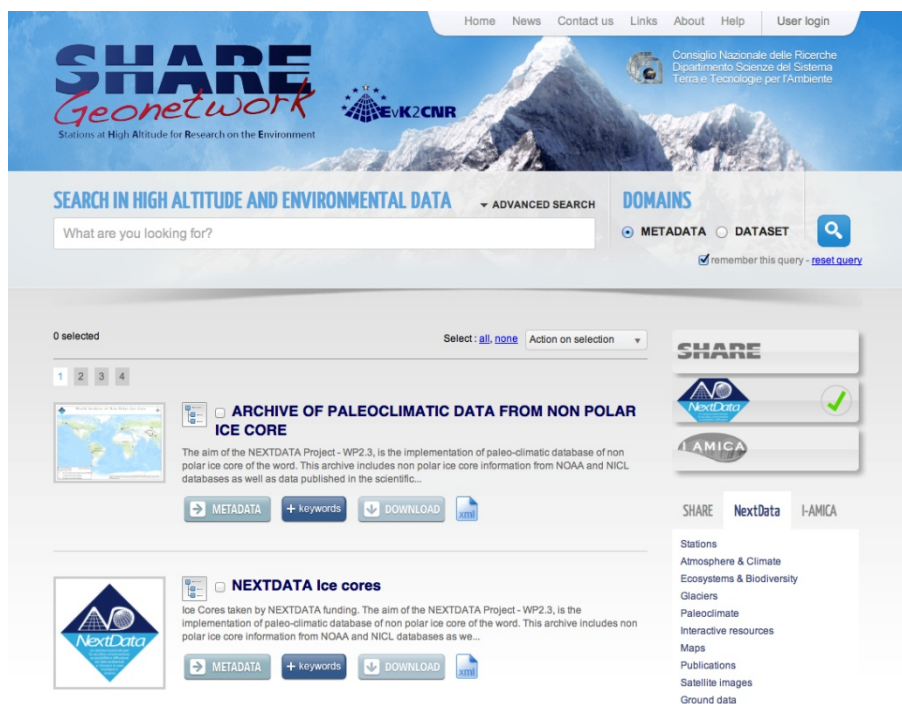 Home News Contact us Links About Help User login
SHARE
Geonetwork
Stations at High Altitude for Research on the Environment
EvK2CNR
Consiglio Nazionale delle Ricerche
Dipartimento Scienze del Sistema
Terra e Tecnologie per l'Ambiente
SEARCH IN HIGH ALTITUDE AND ENVIRONMENTAL DATA
ADVANCED SEARCH
DOMAINS
What are you looking for?
METADATA DATASET
remember this query - reset query
0 selected
Select : all, none Action on selection
1 2 3 4
ARCHIVE OF PALEOCLIMATIC DATA FROM NON POLAR
ICE CORE
The aim of the NEXTDATA Project - WP2.3, is the implementation of paleo-climatic database of non
polar ice core of the word. This archive includes non polar ice core information from NOAA and NICL
databases as well as data published in the scientific...
METADATA + keywords DOWNLOAD xml
NEXTDATA Ice cores
Ice Cores taken by NEXTDATA funding. The aim of the NEXTDATA Project - WP2.3, is the
implementation of paleo-climatic database of non polar ice core of the word. This archive includes non
polar ice core information from NOAA and NICL databases as we...
METADATA + keywords DOWNLOAD xml
NextData
SHARE
NextData
I AMICA
SHARE NextData I-AMICA
Stations
Atmosphere & Climate
Ecosystems & Biodiversity
Glaciers
Paleoclimate
Interactive resources
Maps
Publications
Satellite images
Ground data